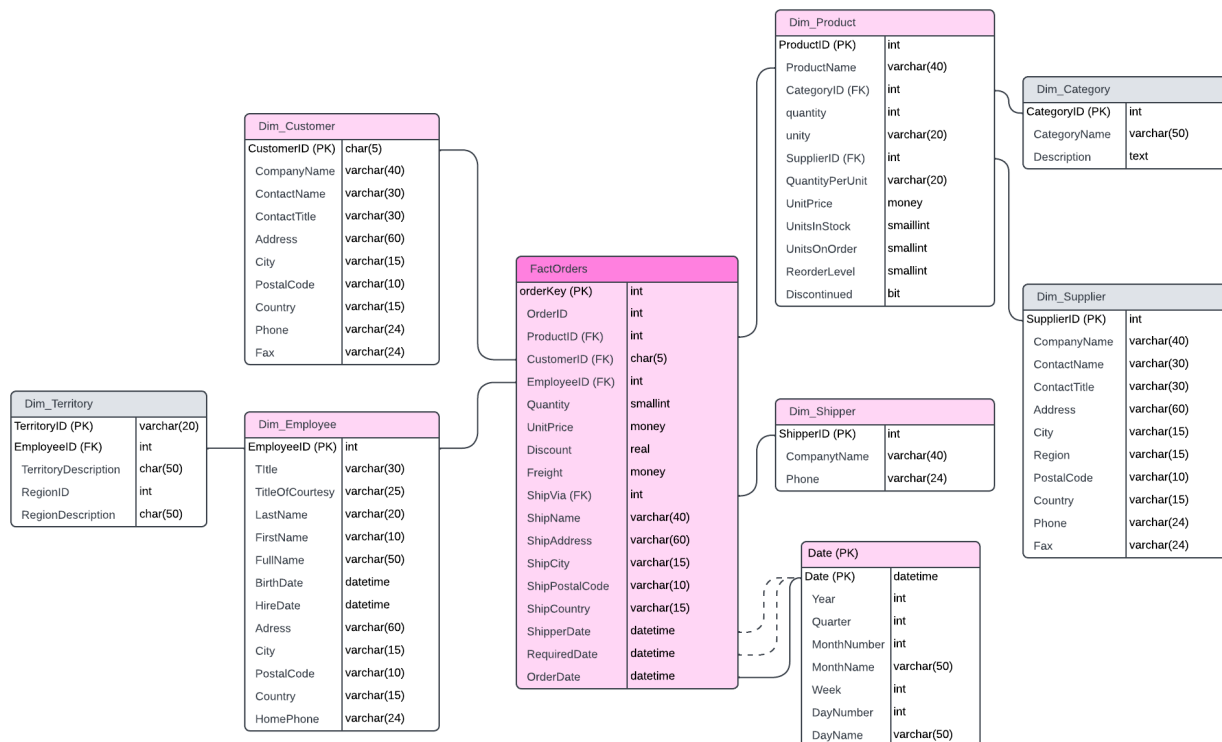 Dim_Product
ProductID (PK) int
ProductName varchar(40)
CategoryID (FK) int
quantity int
unity varchar(20)
SupplierID (FK) int
QuantityPerUnit varchar(20)
UnitPrice money
UnitsInStock smaillint
UnitsOnOrder smallint
ReorderLevel smallint
Discontinued bit
Dim_Category
CategoryID (PK) int
CategoryName varchar(50)
Description text
Dim_Customer
CustomerID (PK) char(5)
CompanyName varchar(40)
ContactName varchar(30)
ContactTitle varchar(30)
Address varchar(60)
City varchar(15)
PostalCode varchar(10)
Country varchar(15)
Phone varchar(24)
Fax varchar(24)
FactOrders
orderKey (PK) int
OrderID int
ProductID (FK) int
CustomerID (FK) char(5)
EmployeeID (FK) int
Quantity smallint
UnitPrice money
Discount real
Freight money
ShipVia (FK) int
ShipName varchar(40)
ShipAddress varchar(60)
ShipCity varchar(15)
ShipPostalCode varchar(10)
ShipCountry varchar(15)
ShipperDate datetime
RequiredDate datetime
OrderDate datetime
Dim_Supplier
SupplierID (PK) int
CompanyName varchar(40)
ContactName varchar(30)
ContactTitle varchar(30)
Address varchar(60)
City varchar(15)
Region varchar(15)
PostalCode varchar(10)
Country varchar(15)
Phone varchar(24)
Fax varchar(24)
Dim_Territory
TerritoryID (PK) varchar(20)
EmployeeID (FK) int
TerritoryDescription char(50)
RegionID int
RegionDescription char(50)
Dim_Employee
EmployeeID (PK) int
TItle varchar(30)
TitleOfCourtesy varchar(25)
LastName varchar(20)
FirstName varchar(10)
FullName varchar(50)
BirthDate datetime
HireDate datetime
Adress varchar(60)
City varchar(15)
PostalCode varchar(10)
Country varchar(15)
HomePhone varchar(24)
Dim_Shipper
ShipperID (PK) int
CompanytName varchar(40)
Phone varchar(24)
Date (PK)
Date (PK) datetime
Year int
Quarter int
MonthNumber int
MonthName varchar(50)
Week int
DayNumber int
DayName varchar(50)